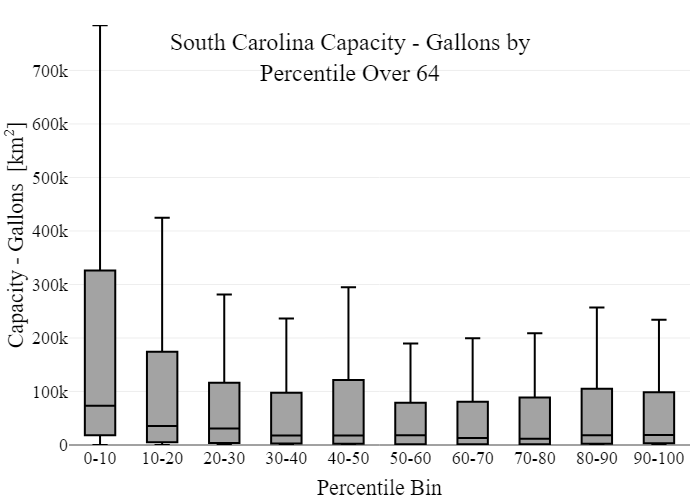 South Carolina Capacity - Gallons by
Percentile Over 64
Capacity - Gallons [km²]
700k
600k
500k
400k
300k
200k
100k
0
0-10 10-20 20-30 30-40 40-50 50-60 60-70 70-80 80-90 90-100
Percentile Bin